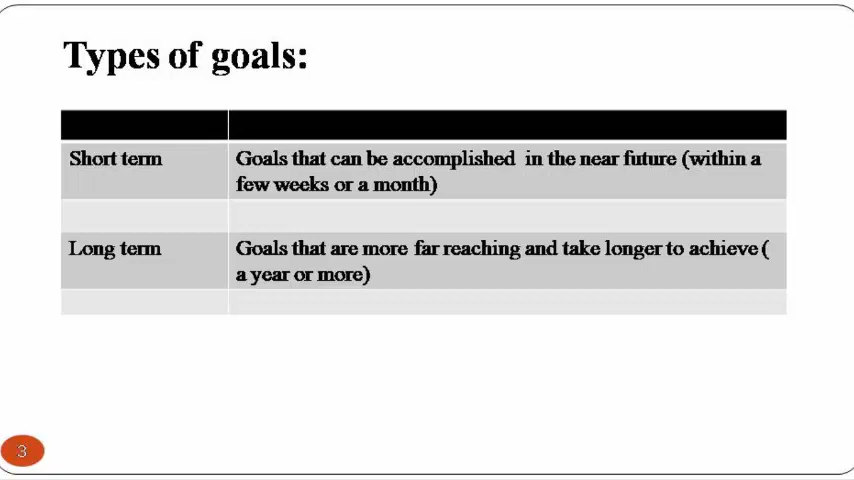 Types of goals:
Short term
Goals that can be accomplished in the near future (within a
few weeks or a month)
Long term
Goals that are more far reaching and take longer to achieve (
a year or more)
3